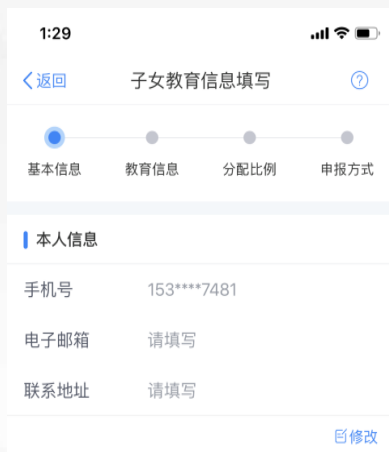 1:29
返回 子女教育信息填写 ?
基本信息 教育信息 分配比例 申报方式
本人信息
手机号 153****7481
电子邮箱 请填写
联系地址 请填写
修改